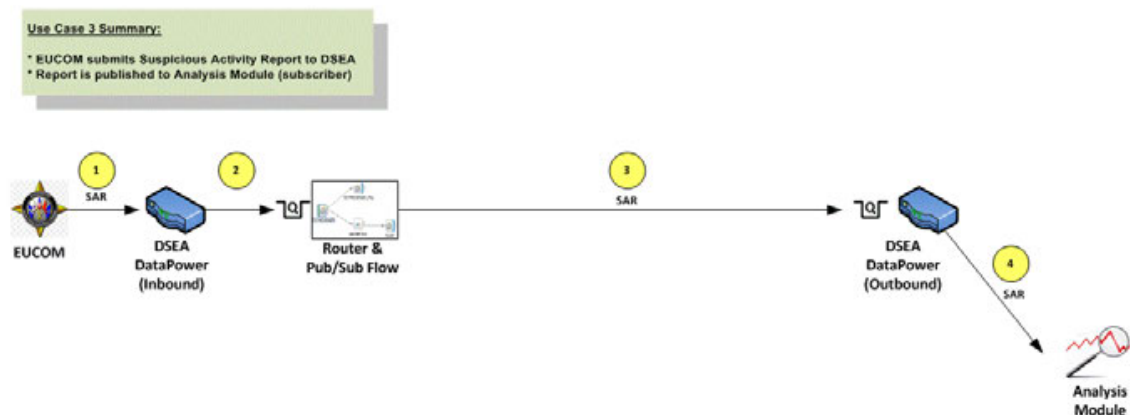 Use Case 3 Summary:
* EUCOM submits Suspicious Activity Report to DSEA
* Report is published to Analysis Module (subscriber)
1
SAR
2
3
SAR
EUCOM
DSEA
DataPower
(Inbound)
Q
Router &
Pub/Sub Flow
Q
DSEA
DataPower
(Outbound)
4
SAR
Analysis
Module